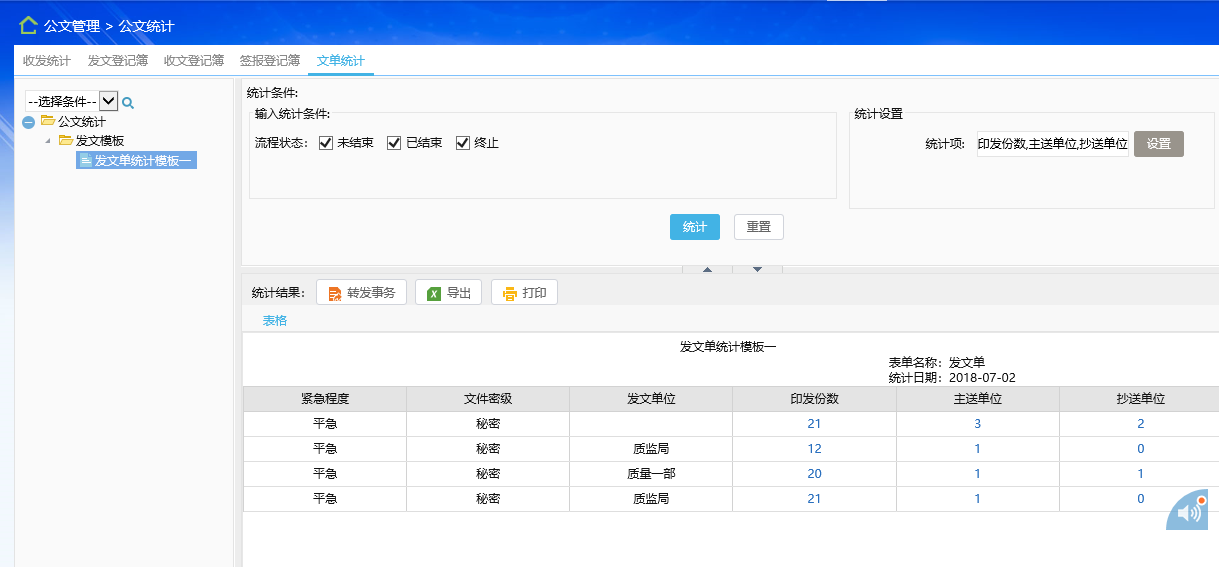 公文管理 > 公文统计
收发统计 发文登记簿 收文登记簿 签报登记簿 文单统计
--选择条件--
公文统计
发文模板
发文单统计模板一
统计条件:
输入统计条件:
流程状态: 未结束 已结束 终止
统计设置
统计项: 印发份数,主送单位,抄送单位 设置
统计 重置
统计结果: 转发事务 导出 打印
表格
发文单统计模板一
表单名称: 发文单
统计日期: 2018-07-02
紧急程度 文件密级 发文单位 印发份数 主送单位 抄送单位
平急 秘密 21 3 2
平急 秘密 质监局 12 1 0
平急 秘密 质量一部 20 1 1
平急 秘密 质监局 21 1 0